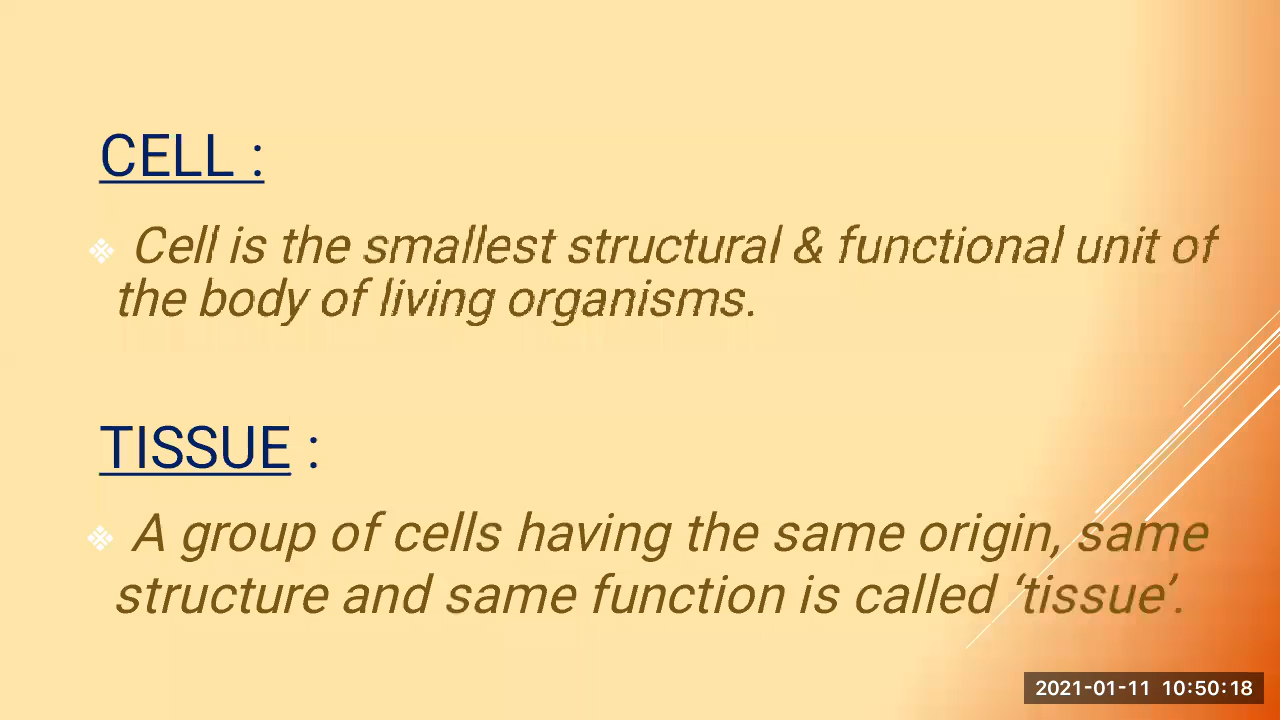 CELL :
Cell is the smallest structural & functional unit of
the body of living organisms.
TISSUE :
A group of cells having the same origin, same
structure and same function is called ‘tissue’.
2021-01-11 10:50:18